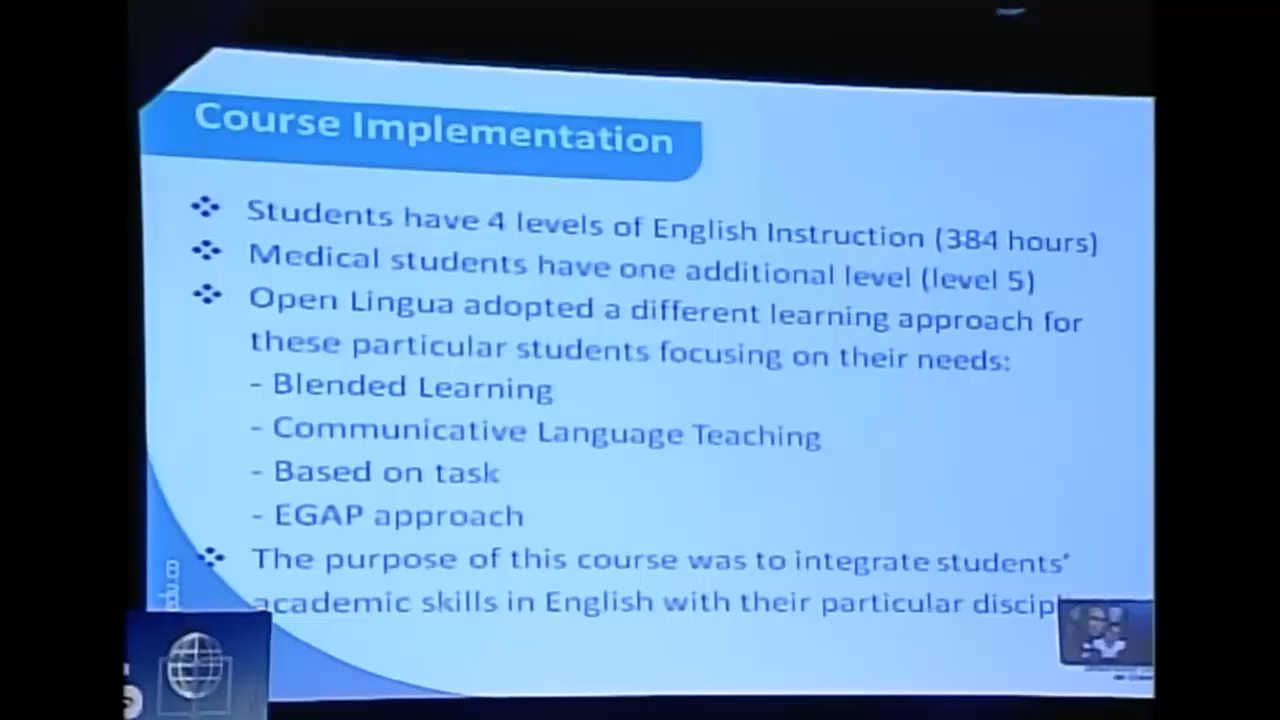 Course Implementation
Students have 4 levels of English Instruction (384 hours)
Medical students have one additional level (level 5)
Open Lingua adopted a different learning approach for
these particular students focusing on their needs:
- Blended Learning
- Communicative Language Teaching
- Based on task
- EGAP approach
The purpose of this course was to integrate students'
academic skills in English with their particular